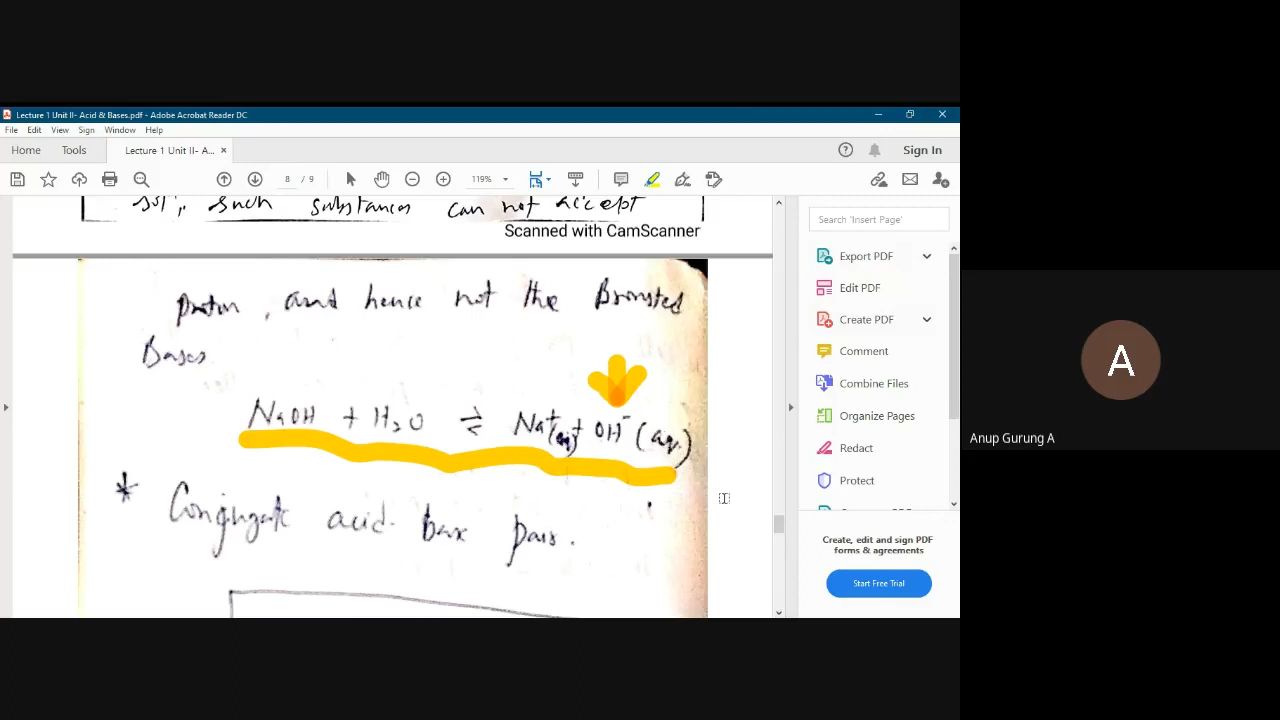 Lecture 1 Unit II- Acid & Bases.pdf - Adobe Acrobat Reader DC
File Edit View Sign Window Help
Home Tools Lecture 1 Unit II- A... × Sign In
8 / 9 119%
such substances can not accept
Scanned with CamScanner
proton, and hence not the Bronsted
Bases
NaOH + H₂O ⇌ Na⁺(aq) + OH⁻ (aq)
* Conjugate acid-base pair.
Search 'Insert Page'
Export PDF
Edit PDF
Create PDF
Comment
Combine Files
Organize Pages
Redact
Protect
Create, edit and sign PDF
forms & agreements
Start Free Trial
A
Anup Gurung A